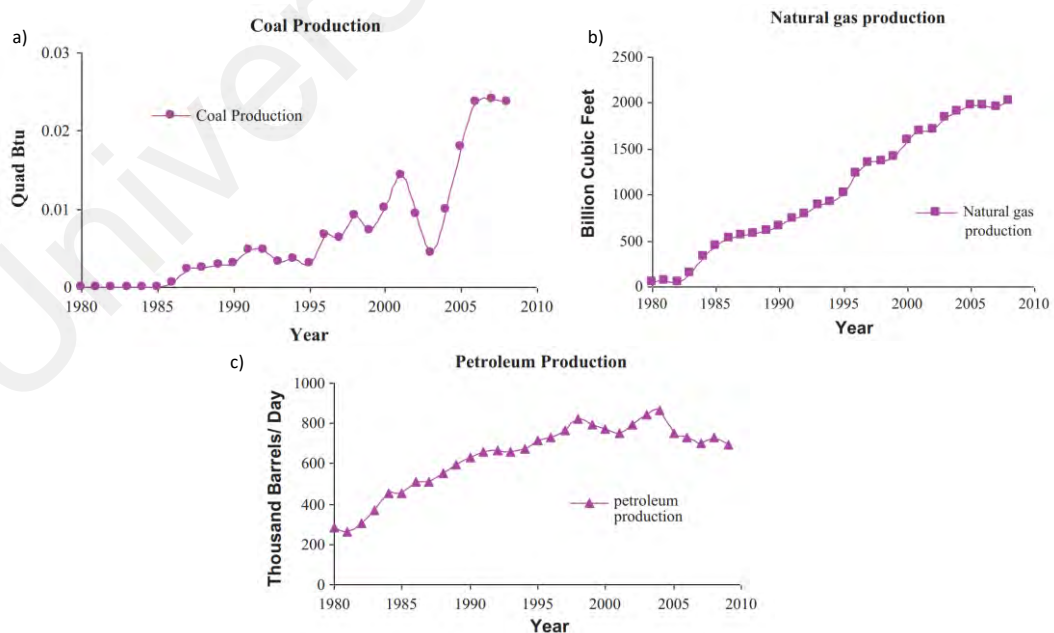 Univers
a)
Coal Production
0.03
0.02
0.01
0
Quad Btu
Coal Production
1980 1985 1990 1995 2000 2005 2010
Year
b)
Natural gas production
2500
2000
1500
1000
500
0
Billion Cubic Feet
Natural gas
production
1980 1985 1990 1995 2000 2005 2010
Year
c)
Petroleum Production
1000
800
600
400
200
0
Thousand Barrels/ Day
petroleum
production
1980 1985 1990 1995 2000 2005 2010
Year